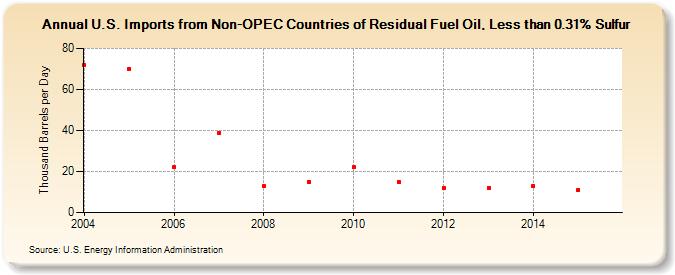 Annual U.S. Imports from Non-OPEC Countries of Residual Fuel Oil, Less than 0.31% Sulfur
Thousand Barrels per Day
80
60
40
20
0
2004 2006 2008 2010 2012 2014
Source: U.S. Energy Information Administration